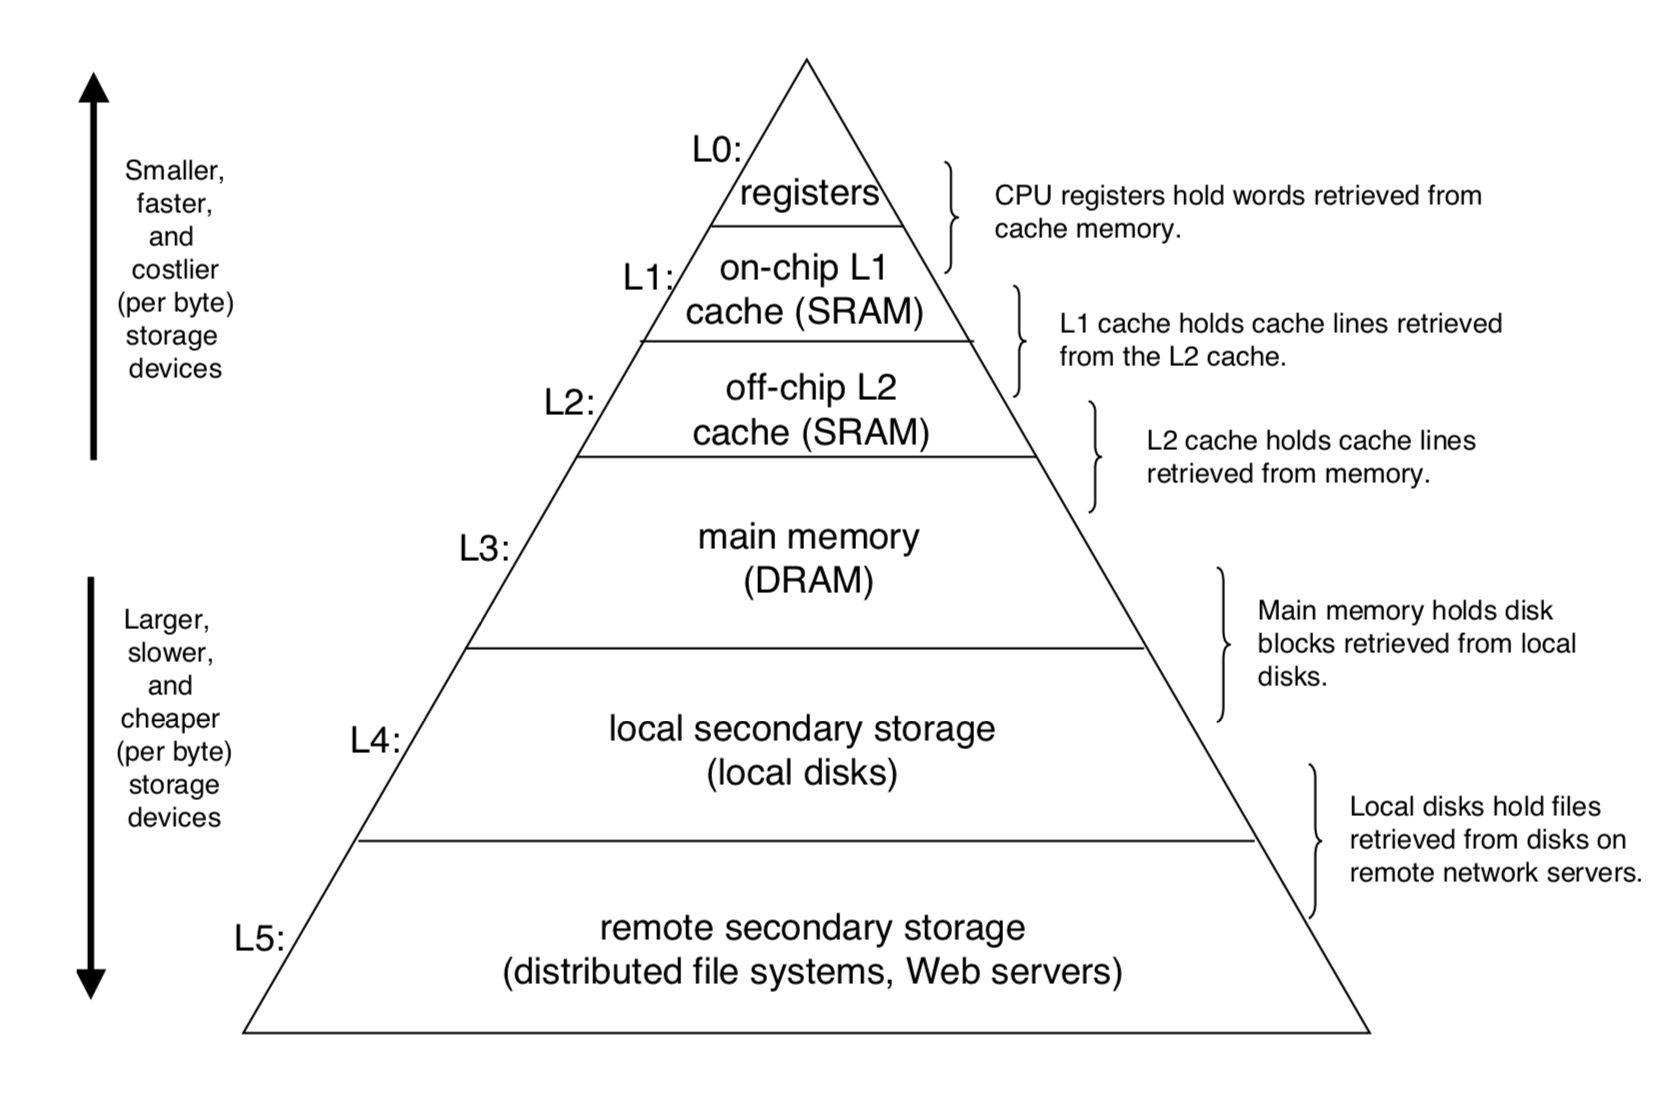 Smaller,
faster,
and
costlier
(per byte)
storage
devices
Larger,
slower,
and
cheaper
(per byte)
storage
devices
L0:
registers
CPU registers hold words retrieved from
cache memory.
L1:
on-chip L1
cache (SRAM)
L1 cache holds cache lines retrieved
from the L2 cache.
L2:
off-chip L2
cache (SRAM)
L2 cache holds cache lines
retrieved from memory.
L3:
main memory
(DRAM)
Main memory holds disk
blocks retrieved from local
disks.
L4:
local secondary storage
(local disks)
Local disks hold files
retrieved from disks on
remote network servers.
L5:
remote secondary storage
(distributed file systems, Web servers)